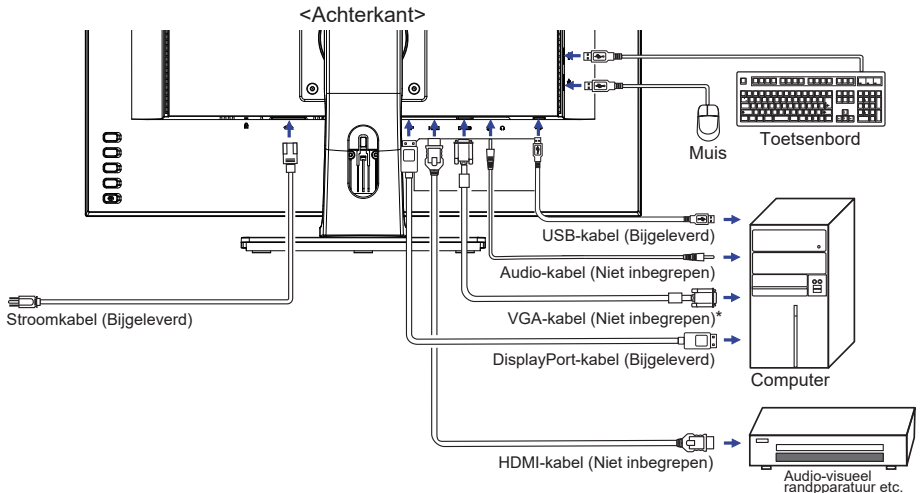 <Achterkant>
Muis
Toetsenbord
USB-kabel (Bijgeleverd)
Audio-kabel (Niet inbegrepen)
Stroomkabel (Bijgeleverd)
VGA-kabel (Niet inbegrepen)*
DisplayPort-kabel (Bijgeleverd)
Computer
HDMI-kabel (Niet inbegrepen)
Audio-visueel
randpparatuur etc.